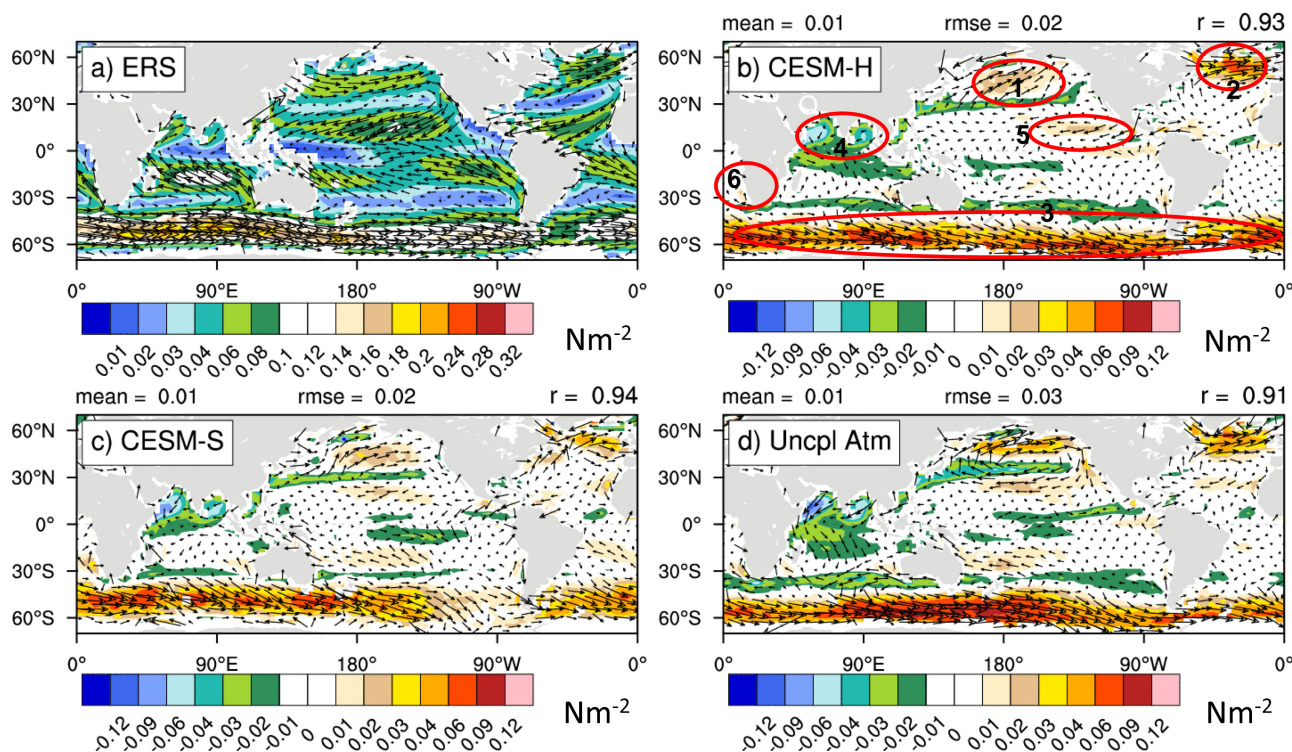 mean = 0.01 rmse = 0.02 r = 0.93
60°N
30°N
0°
30°S
60°S
a) ERS
0° 90°E 180° 90°W 0°
0.01 0.02 0.03 0.04 0.06 0.08 0.1 0.12 0.14 0.16 0.18 0.2 0.24 0.28 0.32
Nm-2
60°N
30°N
0°
30°S
60°S
b) CESM-H
1
2
5
4
6
3
0° 90°E 180° 90°W 0°
-0.12 -0.09 -0.06 -0.04 -0.03 -0.02 -0.01 0 0.01 0.02 0.03 0.04 0.06 0.09 0.12
Nm-2
mean = 0.01 rmse = 0.02 r = 0.94
60°N
30°N
0°
30°S
60°S
c) CESM-S
0° 90°E 180° 90°W 0°
-0.12 -0.09 -0.06 -0.04 -0.03 -0.02 -0.01 0 0.01 0.02 0.03 0.04 0.06 0.09 0.12
Nm-2
mean = 0.01 rmse = 0.03 r = 0.91
60°N
30°N
0°
30°S
60°S
d) Uncpl Atm
0° 90°E 180° 90°W 0°
-0.12 -0.09 -0.06 -0.04 -0.03 -0.02 -0.01 0 0.01 0.02 0.03 0.04 0.06 0.09 0.12
Nm-2